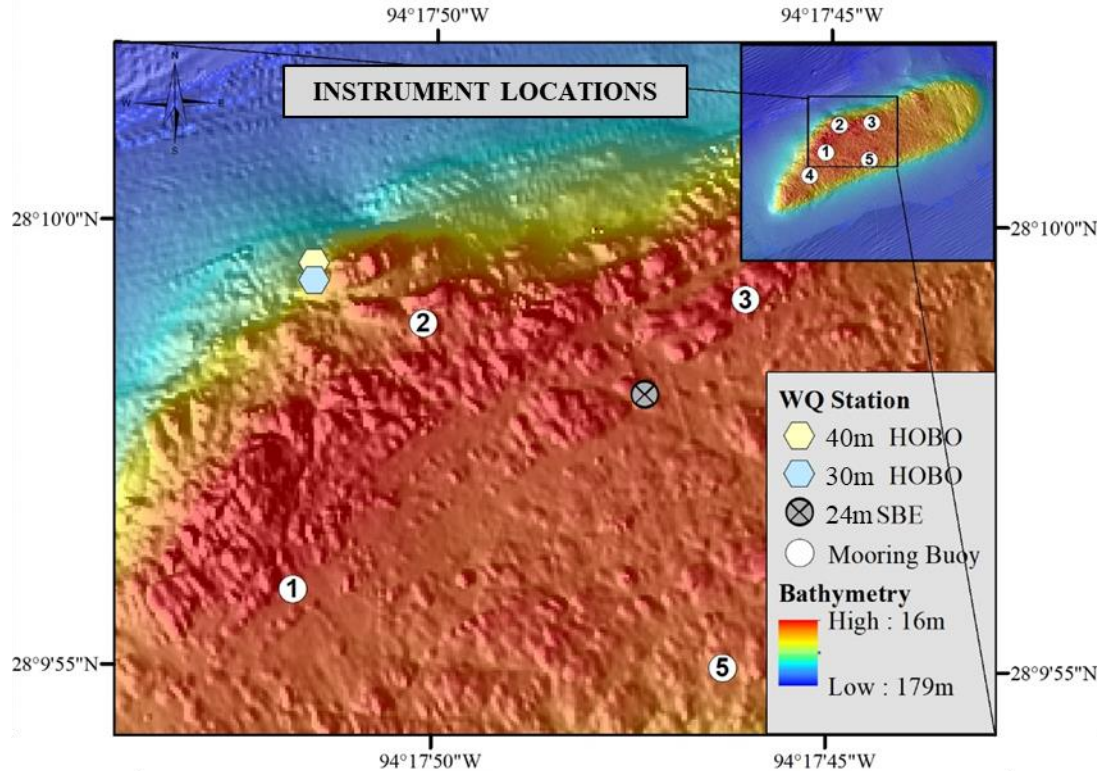 94°17'50"W
94°17'45"W
INSTRUMENT LOCATIONS
N
W
E
S
2
3
1
5
4
28°10'0"N
28°10'0"N
2
3
1
5
WQ Station
40m HOBO
30m HOBO
24m SBE
Mooring Buoy
Bathymetry
High : 16m
Low : 179m
28°9'55"N
28°9'55"N
94°17'50"W
94°17'45"W